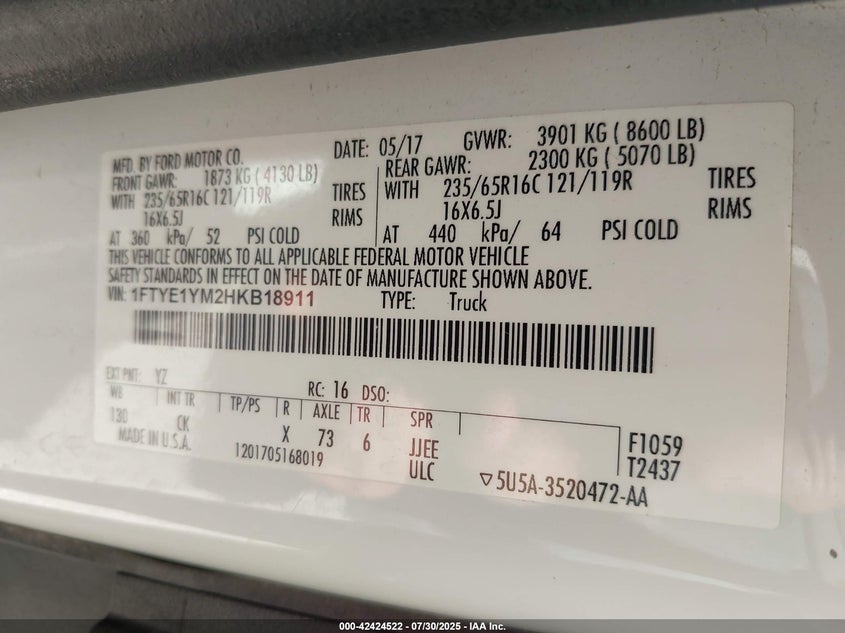 MFD. BY FORD MOTOR CO. DATE: 05/17 GVWR: 3901 KG ( 8600 LB)
FRONT GAWR: 1873 KG ( 4130 LB) REAR GAWR: 2300 KG ( 5070 LB)
WITH 235/65R16C 121/119R TIRES WITH 235/65R16C 121/119R TIRES
16X6.5J RIMS 16X6.5J RIMS
AT 360 kPa/ 52 PSI COLD AT 440 kPa/ 64 PSI COLD
THIS VEHICLE CONFORMS TO ALL APPLICABLE FEDERAL MOTOR VEHICLE
SAFETY STANDARDS IN EFFECT ON THE DATE OF MANUFACTURE SHOWN ABOVE.
VIN: 1FTYE1YM2HKB18911 TYPE: Truck
EXT PNT: YZ RC: 16 DSO:
WB INT TR TP/PS R AXLE TR SPR
130 CK X 73 6 JJEE F1059
MADE IN U.S.A. 1201705168019 ULC T2437
▽5U5A-3520472-AA
000-42424522 - 07/30/2025 - IAA Inc.